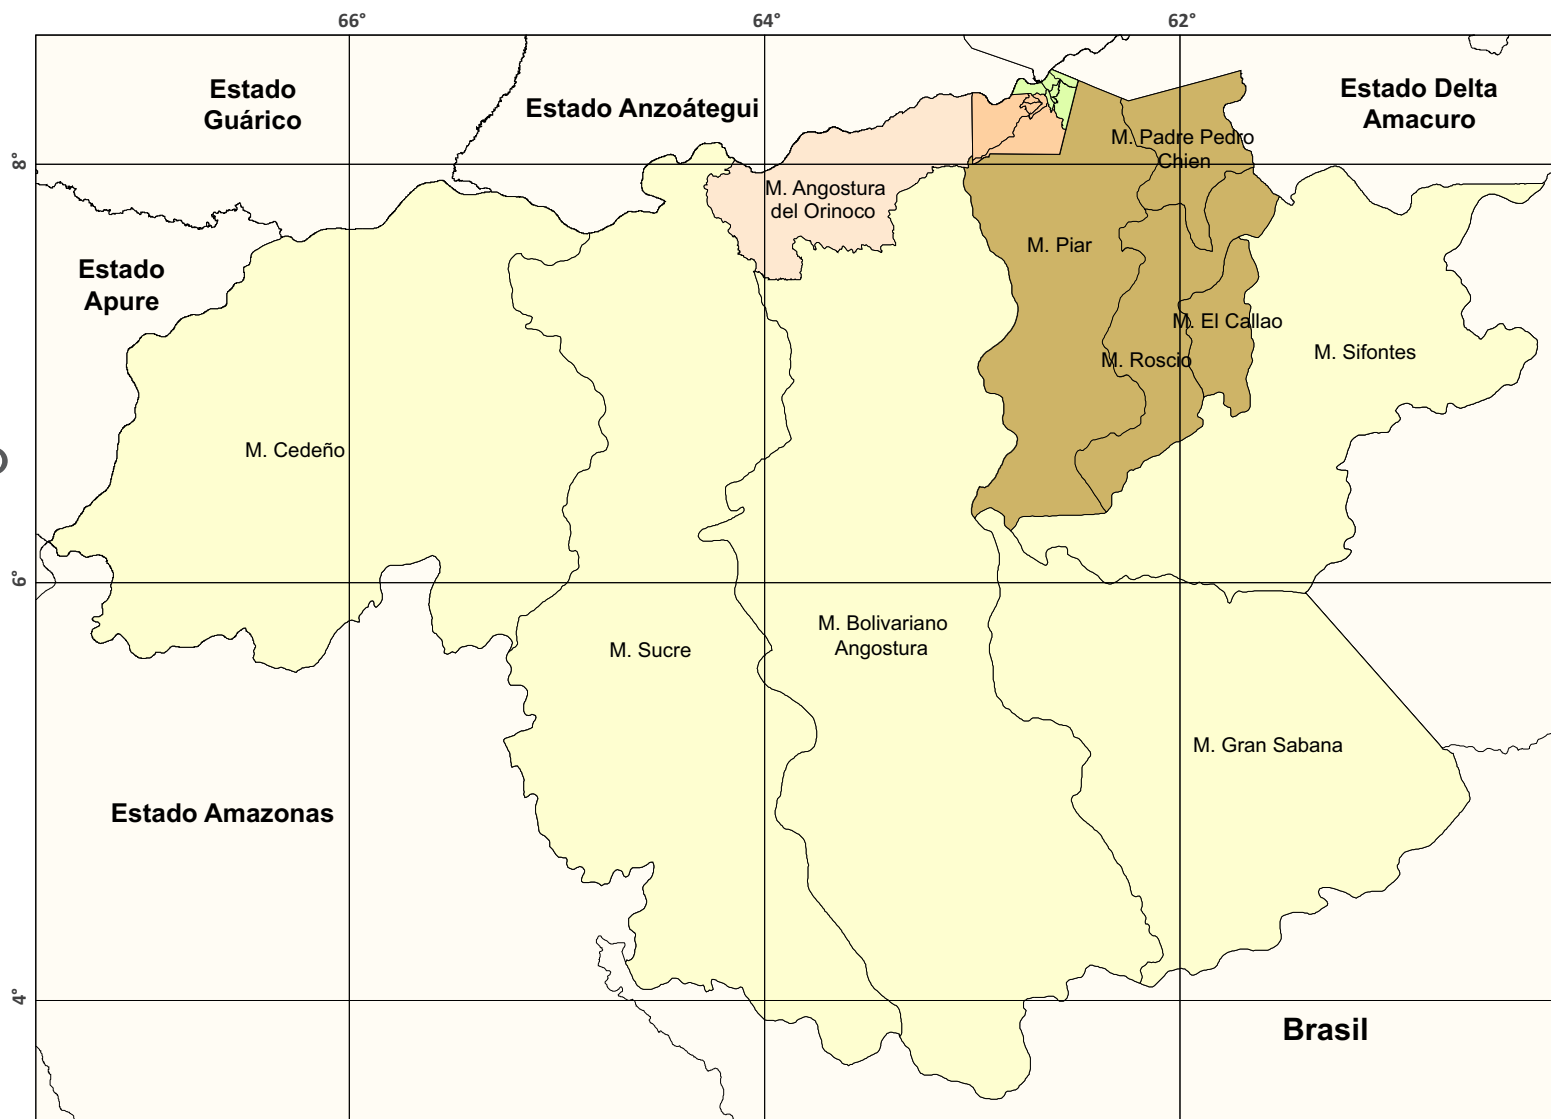 66°
64°
62°
Estado
Guárico
Estado Anzoátegui
Estado Delta
Amacuro
M. Padre Pedro
Chien
8°
M. Angostura
del Orinoco
M. Piar
Estado
Apure
M. El Callao
M. Sifontes
M. Roscio
M. Cedeño
6°
M. Bolivariano
Angostura
M. Sucre
M. Gran Sabana
Estado Amazonas
4°
Brasil